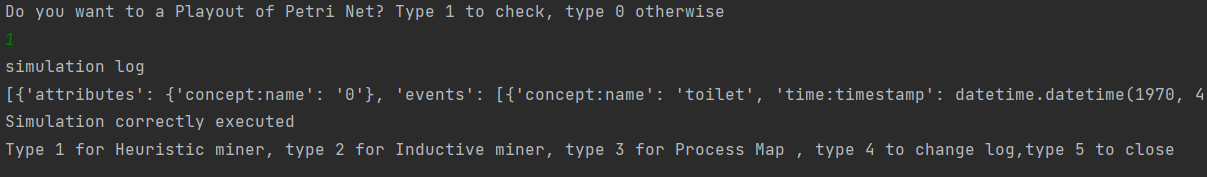 Do you want to a Playout of Petri Net? Type 1 to check, type 0 otherwise
1
simulation log
[{'attributes': {'concept:name': '0'}, 'events': [{'concept:name': 'toilet', 'time:timestamp': datetime.datetime(1970, 4
Simulation correctly executed
Type 1 for Heuristic miner, type 2 for Inductive miner, type 3 for Process Map , type 4 to change log,type 5 to close